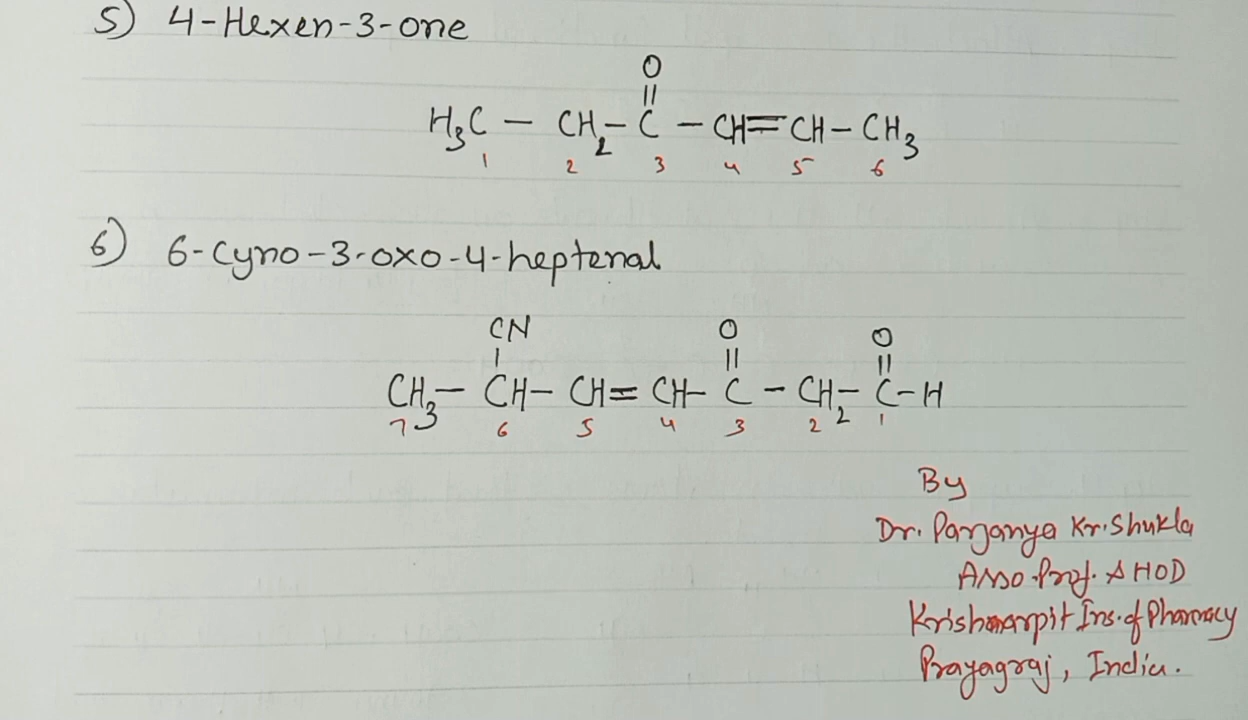 5) 4-Hexen-3-one
O
||
H3C - CH2 - C - CH=CH - CH3
1 2 3 4 5 6
6) 6-Cyno-3-oxo-4-heptenal
CN O O
| || ||
CH3 - CH - CH=CH - C - CH2 - C - H
7 6 5 4 3 2 1
By
Dr. Parjanya Kr. Shukla
Asso. Prof. & HOD
Krishnarpit Ins. of Pharmacy
Prayagraj, India.